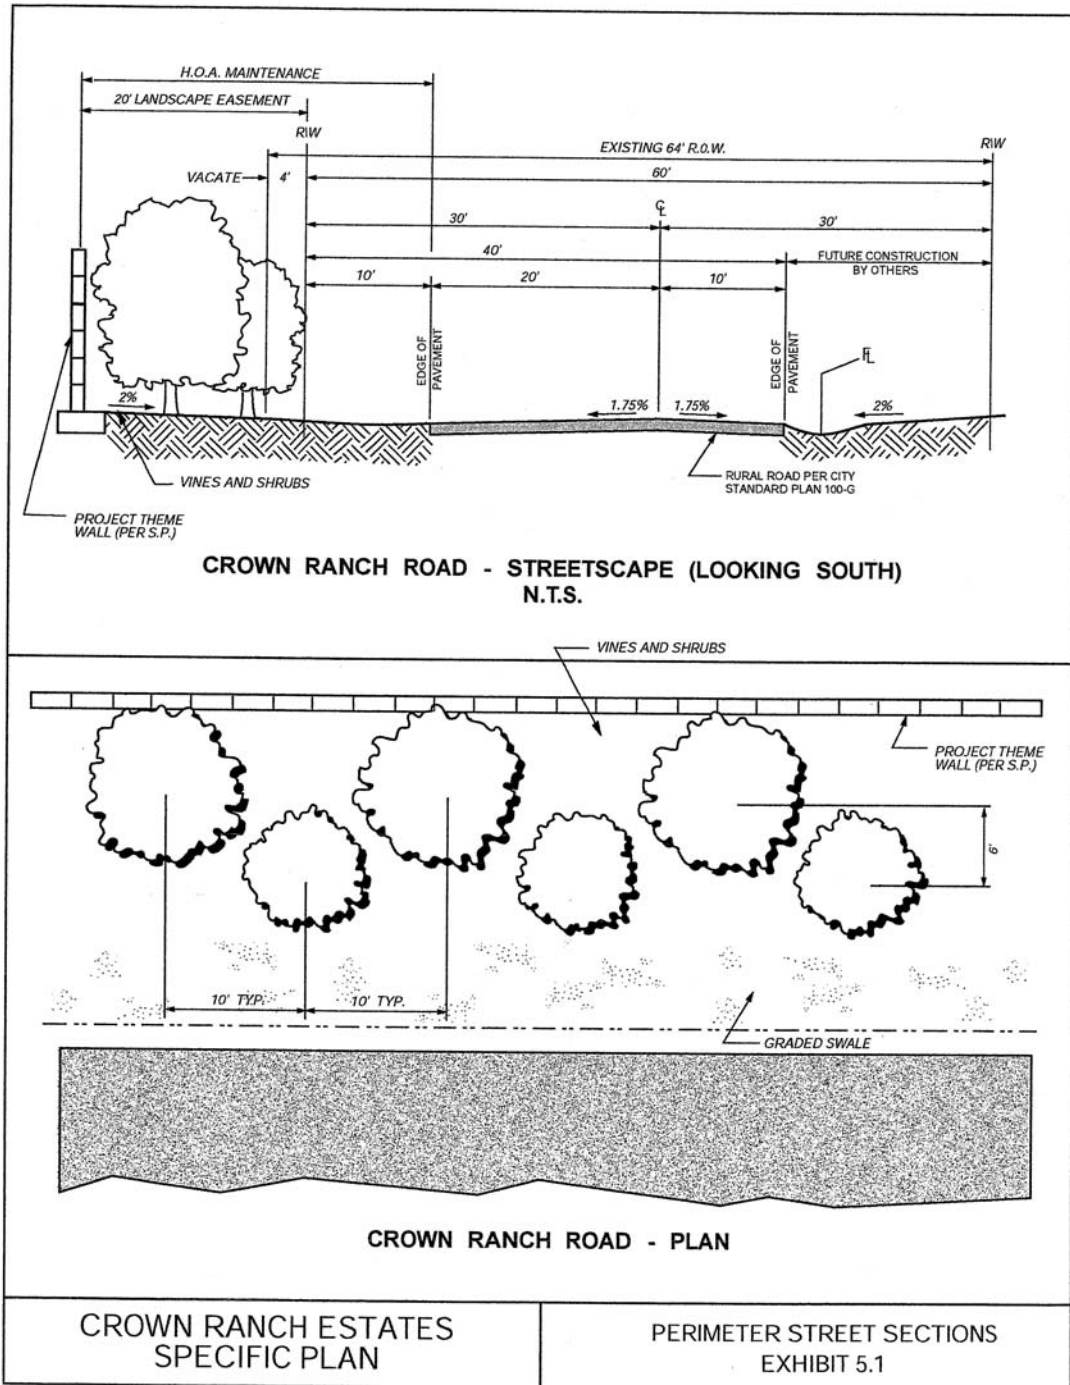 H.O.A. MAINTENANCE
20' LANDSCAPE EASEMENT
R\W
EXISTING 64' R.O.W.
R\W
VACATE
4'
60'
30'
℄
30'
40'
FUTURE CONSTRUCTION
BY OTHERS
10'
20'
10'
EDGE OF
PAVEMENT
EDGE OF
PAVEMENT
FL
2%
1.75%
1.75%
2%
VINES AND SHRUBS
RURAL ROAD PER CITY
STANDARD PLAN 100-G
PROJECT THEME
WALL (PER S.P.)
CROWN RANCH ROAD - STREETSCAPE (LOOKING SOUTH)
N.T.S.
VINES AND SHRUBS
PROJECT THEME
WALL (PER S.P.)
6'
10' TYP.
10' TYP.
GRADED SWALE
CROWN RANCH ROAD - PLAN
CROWN RANCH ESTATES
SPECIFIC PLAN
PERIMETER STREET SECTIONS
EXHIBIT 5.1